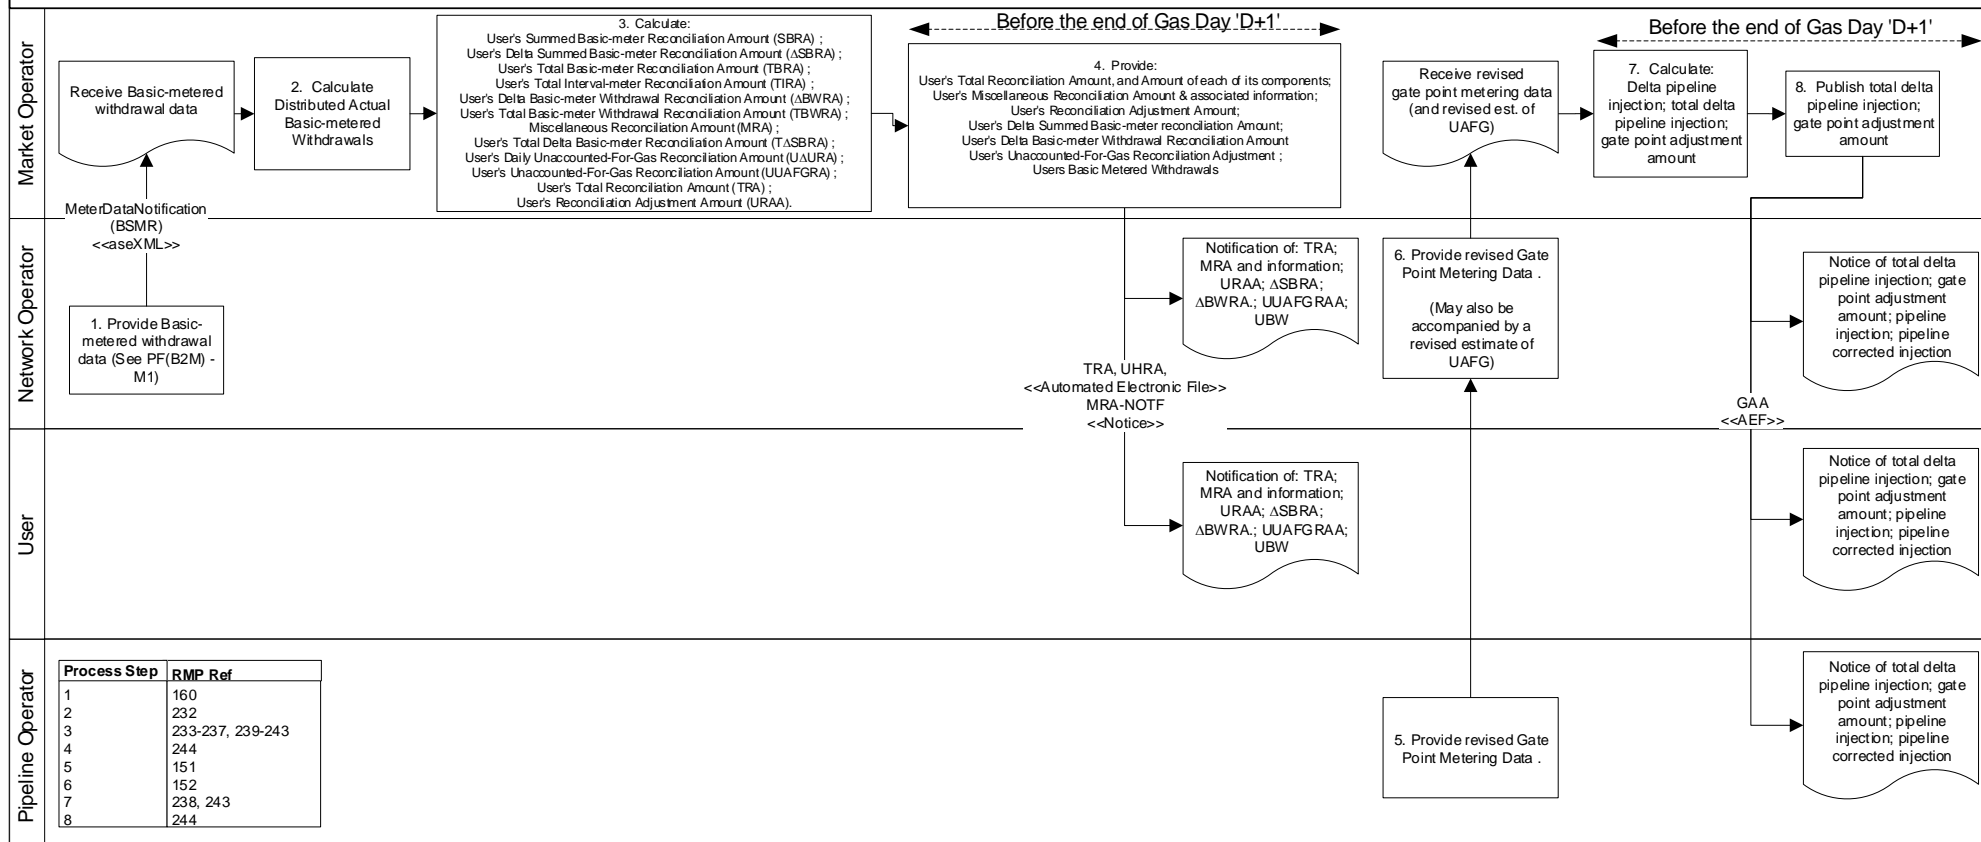 Market Operator
Receive Basic-metered
withdrawal data
2. Calculate
Distributed Actual
Basic-metered
Withdrawals
3. Calculate:
User's Summed Basic-meter Reconciliation Amount (SBRA) ;
User's Delta Summed Basic-meter Reconciliation Amount (∆SBRA) ;
User's Total Basic-meter Reconciliation Amount (TBRA) ;
User's Total Interval-meter Reconciliation Amount (TIRA) ;
User's Delta Basic-meter Withdrawal Reconciliation Amount (∆BWRA) ;
User's Total Basic-meter Withdrawal Reconciliation Amount (TBWRA) ;
Miscellaneous Reconciliation Amount (MRA) ;
User's Total Delta Basic-meter Reconciliation Amount (T∆SBRA) ;
User's Daily Unaccounted-For-Gas Reconciliation Amount (U∆URA) ;
User's Unaccounted-For-Gas Reconciliation Amount (UUAFGRA) ;
User's Total Reconciliation Amount (TRA) ;
User's Reconciliation Adjustment Amount (URAA).
Before the end of Gas Day 'D+1'
4. Provide:
User's Total Reconciliation Amount, and Amount of each of its components;
User's Miscellaneous Reconciliation Amount & associated information;
User's Reconciliation Adjustment Amount;
User's Delta Summed Basic-meter reconciliation Amount;
User's Delta Basic-meter Withdrawal Reconciliation Amount
User's Unaccounted-For-Gas Reconciliation Adjustment ;
Users Basic Metered Withdrawals
Receive revised
gate point metering data
(and revised est. of
UAFG)
Before the end of Gas Day 'D+1'
7. Calculate:
Delta pipeline
injection; total delta
pipeline injection;
gate point adjustment
amount
8. Publish total delta
pipeline injection;
gate point adjustment
amount
MeterDataNotification
(BSMR)
<<aseXML>>
Network Operator
1. Provide Basic-
metered withdrawal
data (See PF(B2M) -
M1)
Notification of: TRA;
MRA and information;
URAA; ∆SBRA;
∆BWRA.; UUAFGRAA;
UBW
TRA, UHRA,
<<Automated Electronic File>>
MRA-NOTF
<<Notice>>
6. Provide revised Gate
Point Metering Data .
(May also be
accompanied by a
revised estimate of
UAFG)
GAA
<<AEF>>
Notice of total delta
pipeline injection; gate
point adjustment
amount; pipeline
injection; pipeline
corrected injection
User
Notification of: TRA;
MRA and information;
URAA; ∆SBRA;
∆BWRA.; UUAFGRAA;
UBW
Notice of total delta
pipeline injection; gate
point adjustment
amount; pipeline
injection; pipeline
corrected injection
Pipeline Operator
Process Step RMP Ref
1 160
2 232
3 233-237, 239-243
4 244
5 151
6 152
7 238, 243
8 244
5. Provide revised Gate
Point Metering Data .
Notice of total delta
pipeline injection; gate
point adjustment
amount; pipeline
injection; pipeline
corrected injection